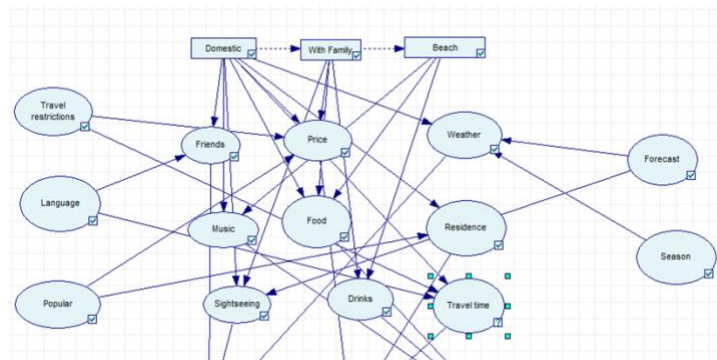 Domestic
With Family
Beach
Travel
restrictions
Friends
Price
Weather
Forecast
Language
Music
Food
Residence
Season
Popular
Sightseeing
Drinks
Travel time